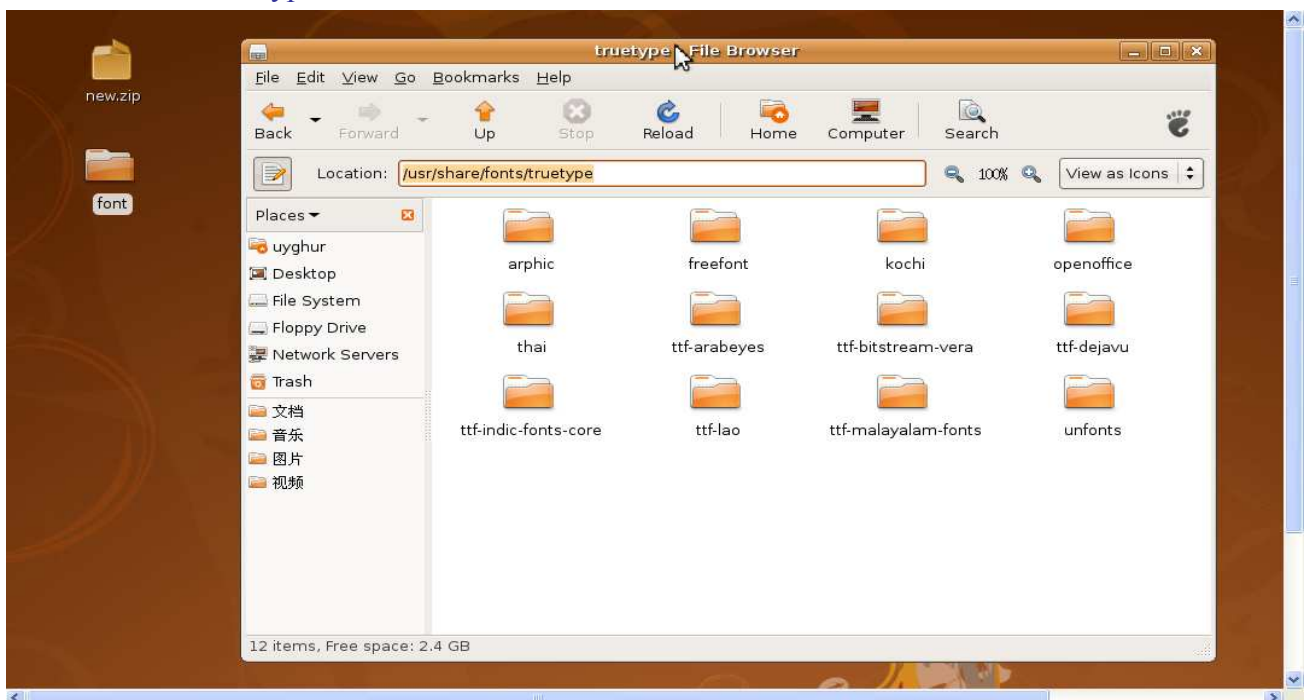 new.zip
font
truetype - File Browser
File Edit View Go Bookmarks Help
Back Forward Up Stop Reload Home Computer Search
Location: /usr/share/fonts/truetype 100% View as Icons
Places
uyghur
Desktop
File System
Floppy Drive
Network Servers
Trash
文档
音乐
图片
视频
arphic freefont kochi openoffice
thai ttf-arabeyes ttf-bitstream-vera ttf-dejavu
ttf-indic-fonts-core ttf-lao ttf-malayalam-fonts unfonts
12 items, Free space: 2.4 GB